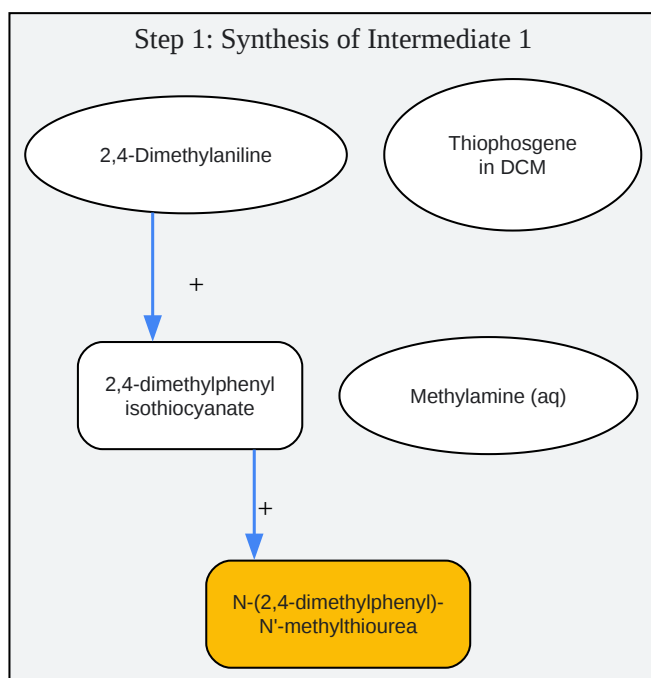 Step 1: Synthesis of Intermediate 1
2,4-Dimethylaniline
Thiophosgene
in DCM
+
2,4-dimethylphenyl
isothiocyanate
Methylamine (aq)
+
N-(2,4-dimethylphenyl)-
N'-methylthiourea